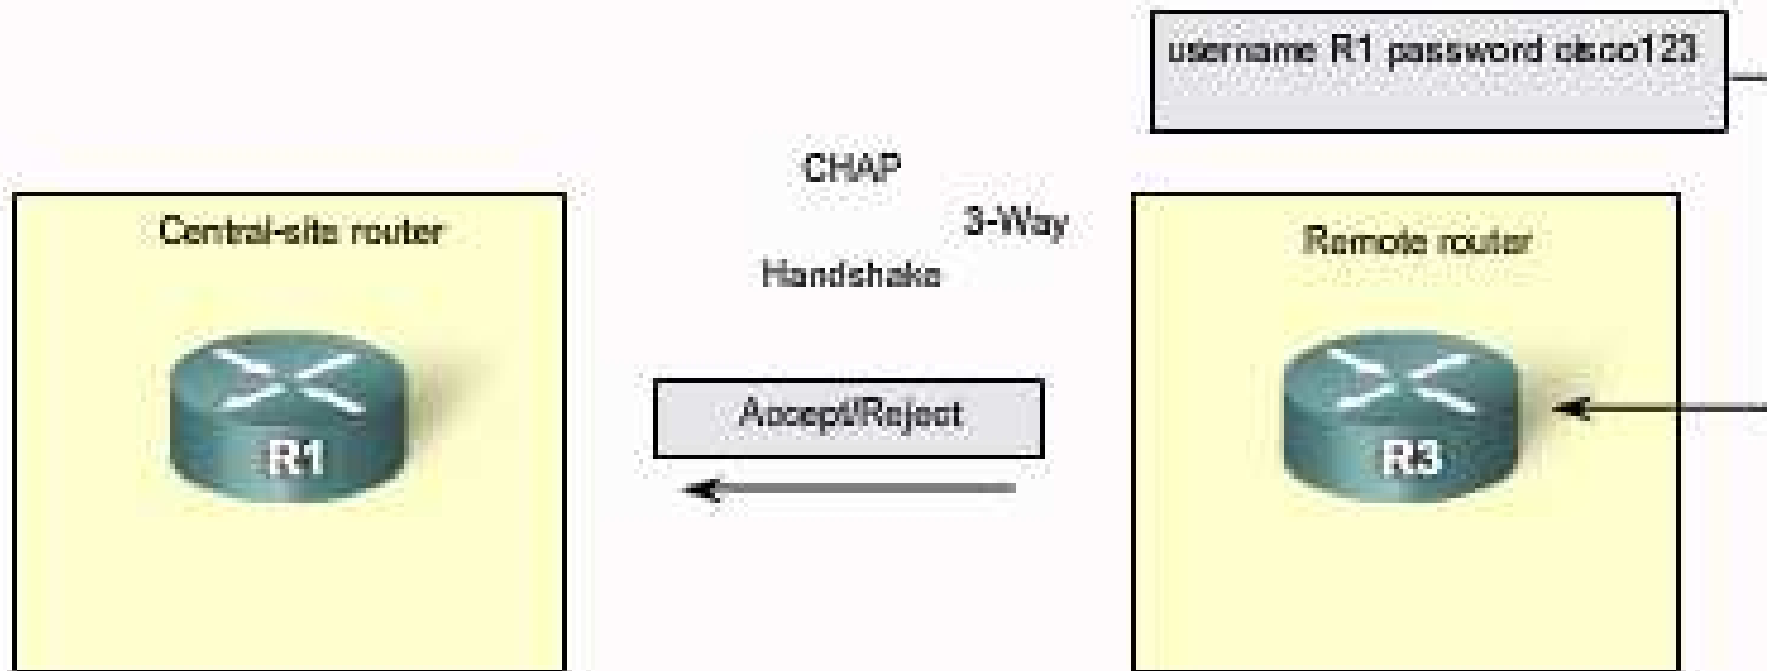 username R1 password cisco123
CHAP
3-Way
Handshake
Central-site router
Remote router
Accept/Reject
R1
R3